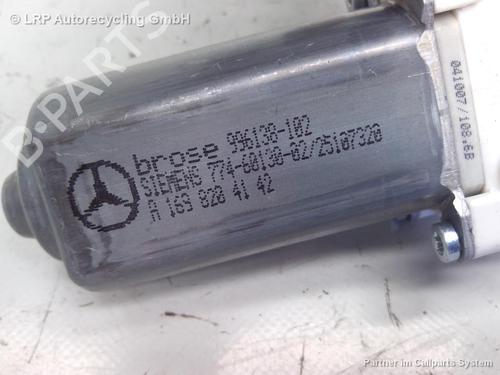 © LRP Autorecycling GmbH
B-PARTS
brose 996138-102
SIEMENS 774-60130-02/25107320
A 169 820 41 42
041007/108.6B
Partner im Callparts System